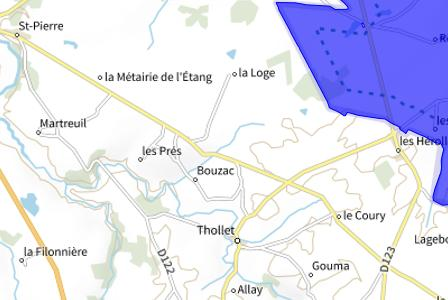 St-Pierre
la Métairie de l'Étang
la Loge
Martreuil
les Prés
les Hérol
Bouzac
le Coury
Thollet
Lagebo
la Filonnière
D122
D123
Gouma
Allay